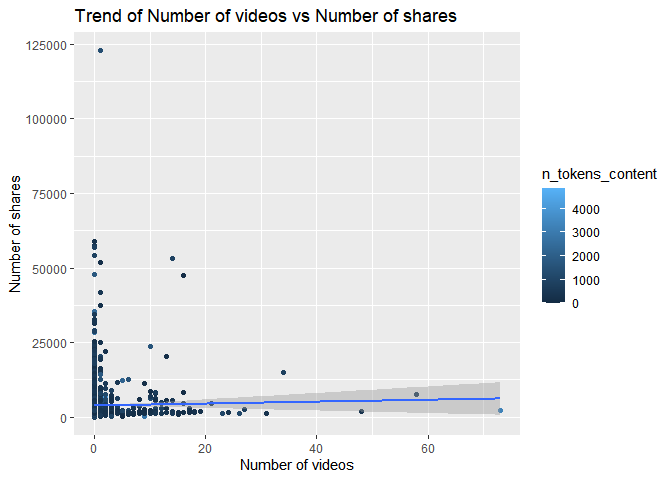 Trend of Number of videos vs Number of shares
125000
100000
75000
50000
25000
0
Number of shares
0 20 40 60
Number of videos
n_tokens_content
4000
3000
2000
1000
0